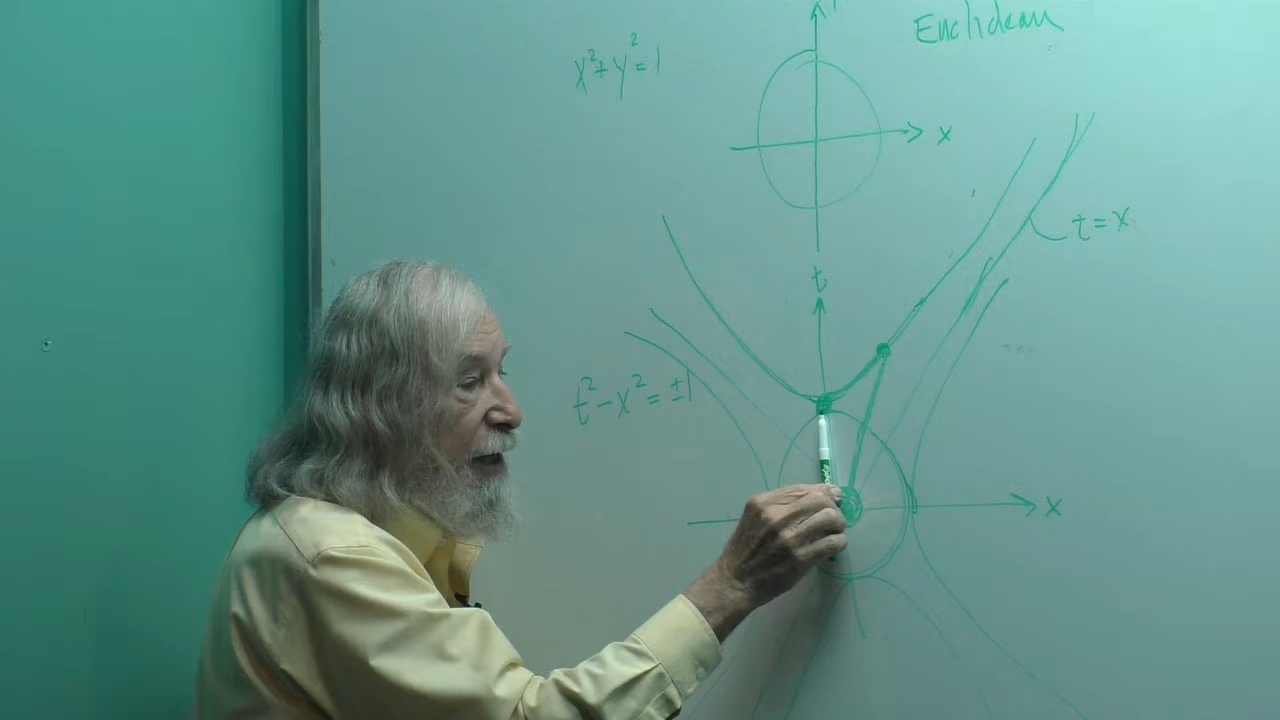 Euclidean
x²+y²=1
x
t=x
t
t²-x²=±1
x